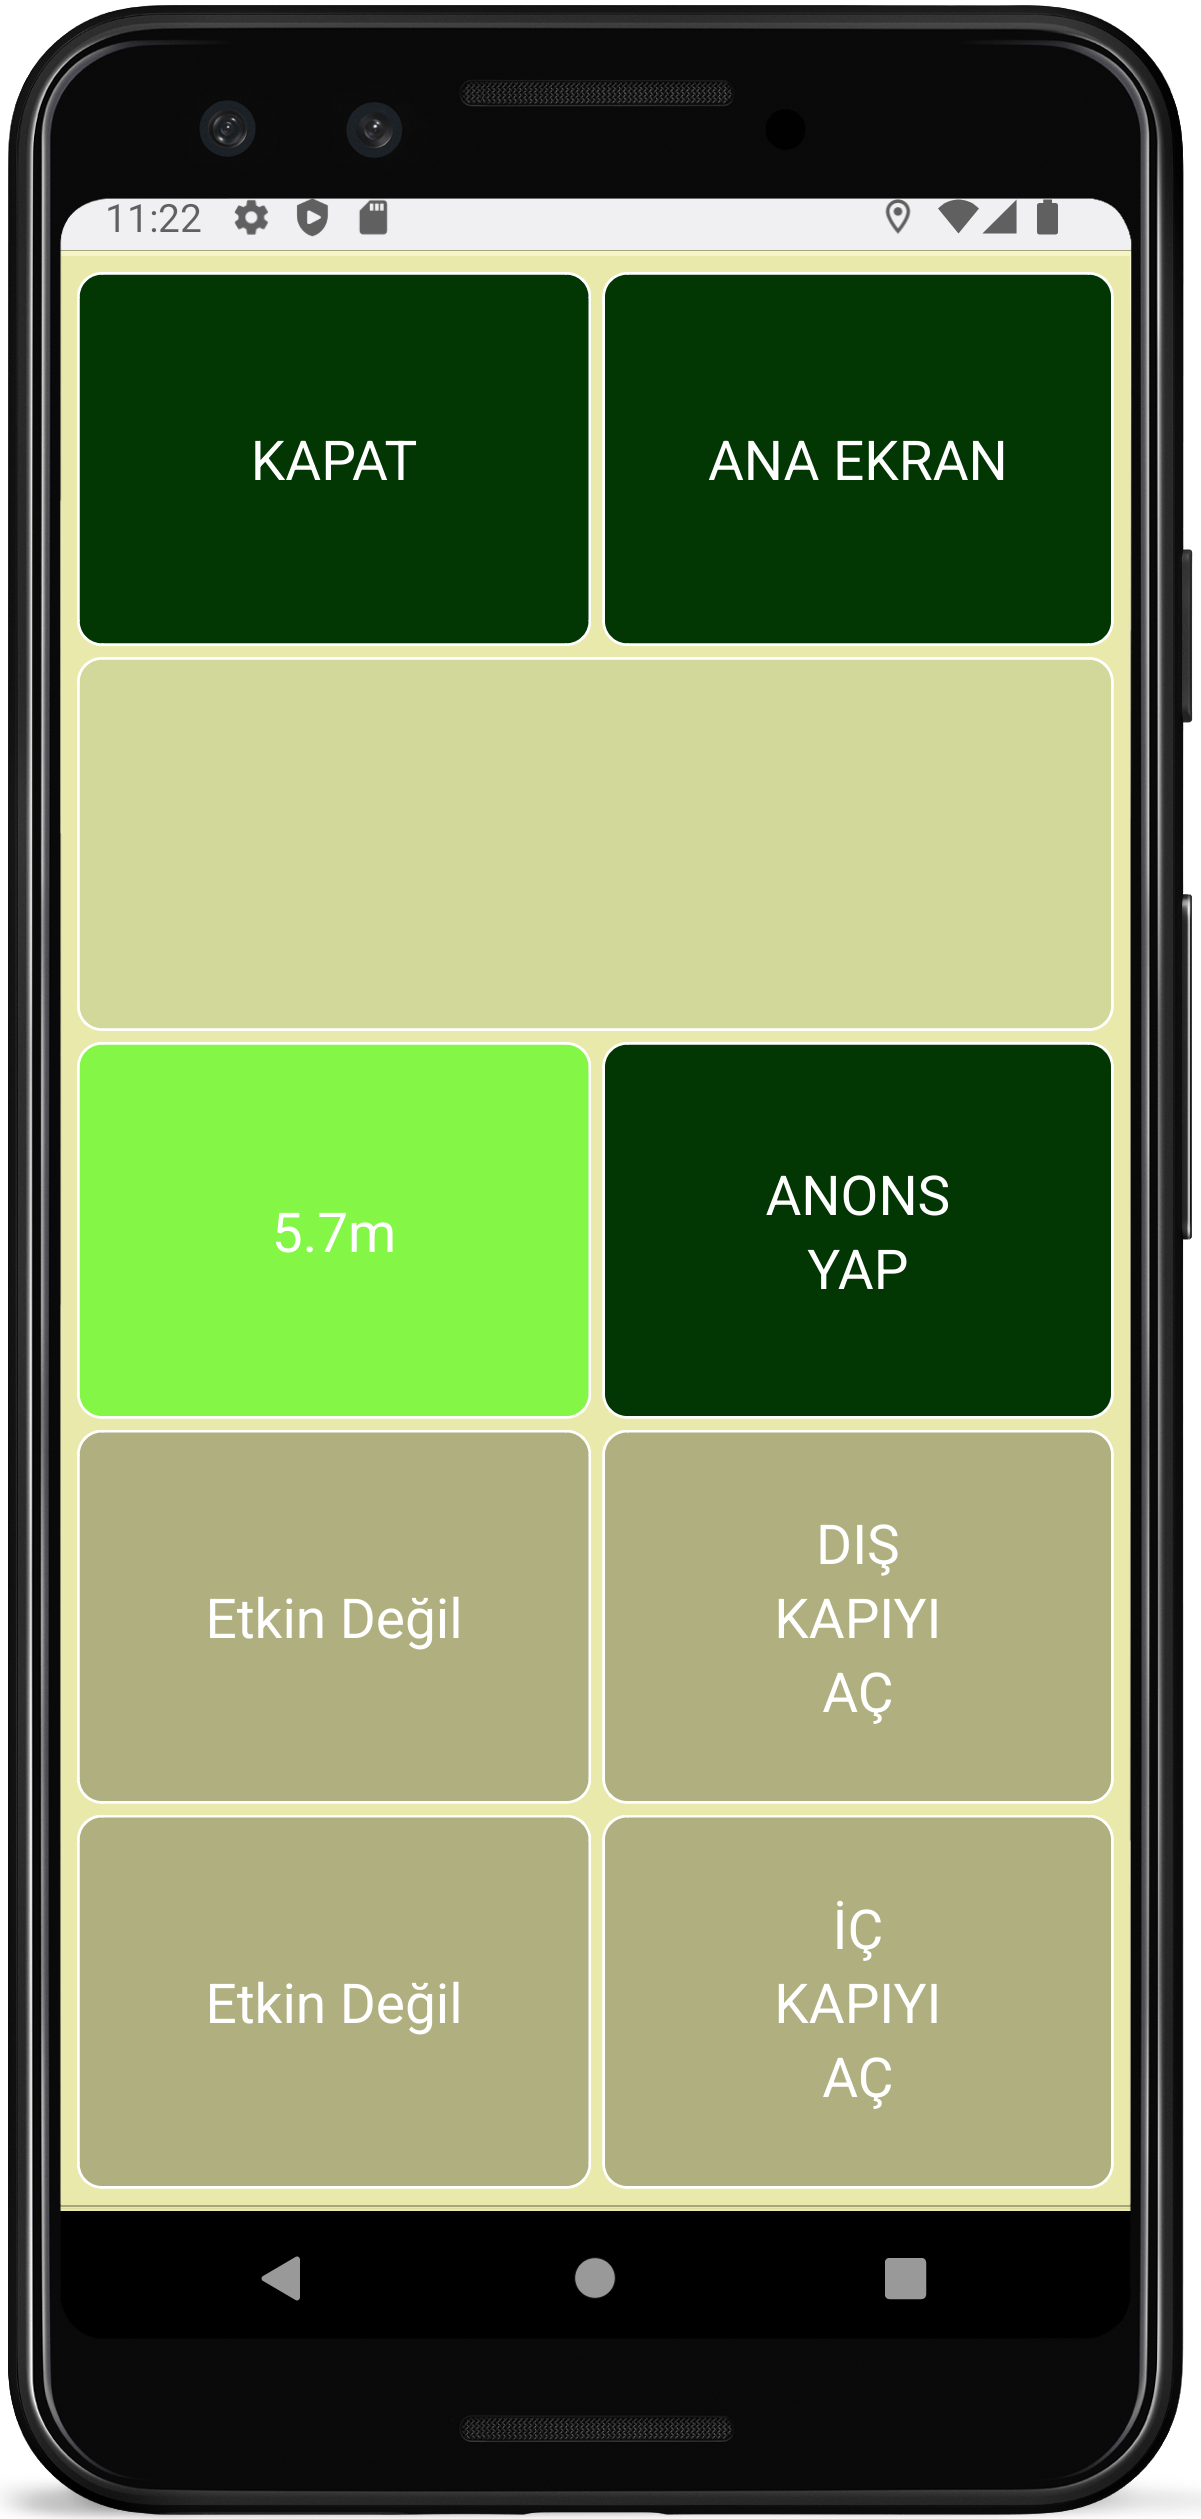 11:22
KAPAT
ANA EKRAN
5.7m
ANONS
YAP
Etkin Değil
DIŞ
KAPIYI
AÇ
Etkin Değil
İÇ
KAPIYI
AÇ